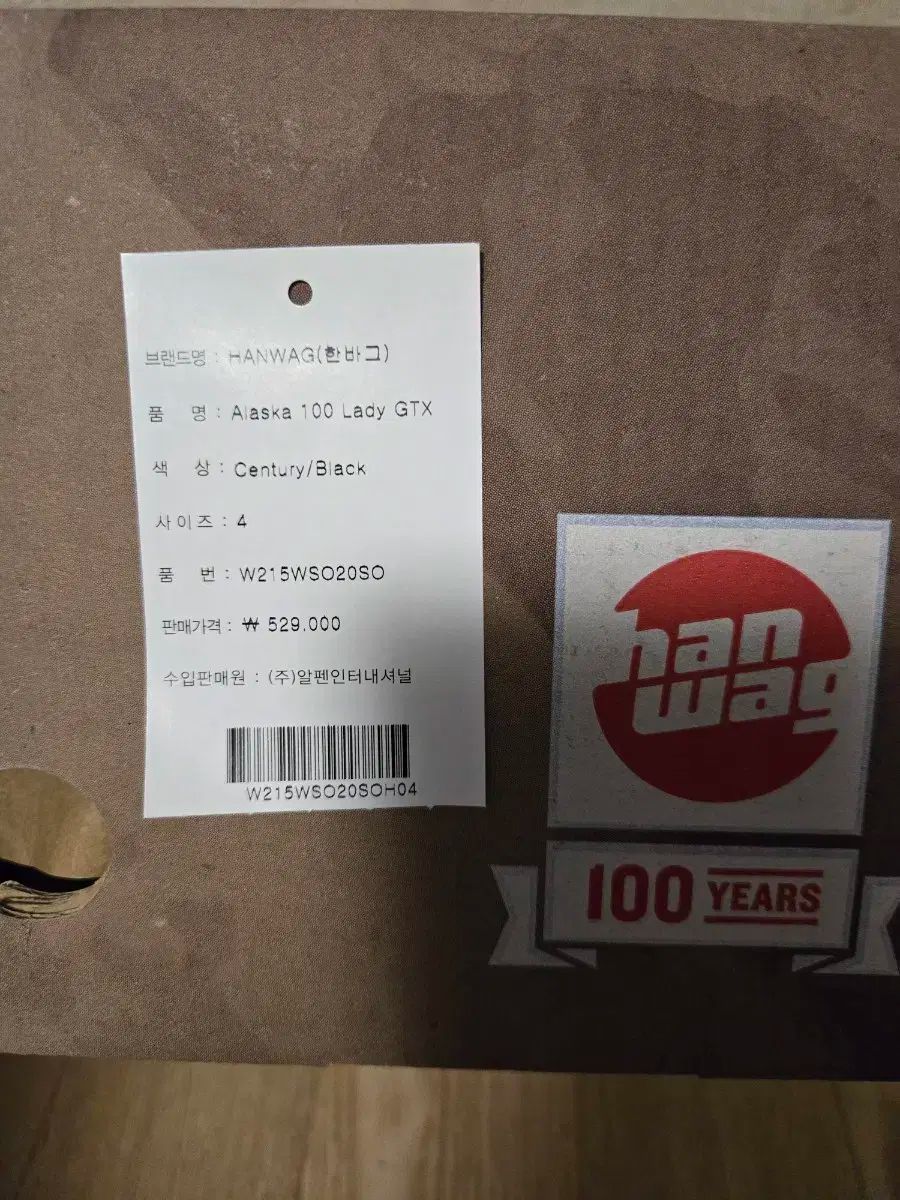 브랜드명 : HANWAG(한바그)
품 명 : Alaska 100 Lady GTX
색 상 : Century/Black
사이즈 : 4
품 번 : W215WSO20SO
판매가격 : ₩ 529.000
수입판매원 : (주)알펜인터내셔널
W215WSO20SOH04
han
wag
100 YEARS